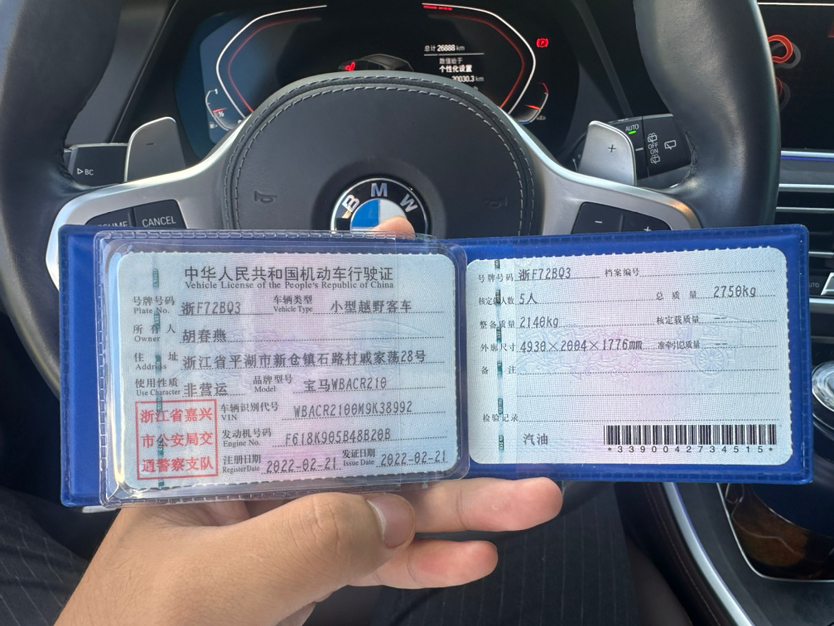 总计 26888 km
个性化设置
BC
AUTO
OFF
ON
CANCEL
BMW
中华人民共和国机动车行驶证
Vehicle License of the People's Republic of China
号牌号码 浙F72BQ3 车辆类型 小型越野客车
Plate No. Vehicle Type
所有人 胡春燕
Owner
住址 浙江省平湖市新仓镇石路村戚家荡28号
Address
使用性质 非营运 品牌型号 宝马WBACR210
Use Character Model
浙江省嘉兴
市公安局交
通警察支队
车辆识别代号 WBACR2100M9K38992
VIN
发动机号码 F618K905B48B20B
Engine No.
注册日期 2022-02-21 发证日期 2022-02-21
Register Date Issue Date
号牌号码 浙F72BQ3 档案编号
核定载人数 5人 总质量 2750kg
整备质量 2140kg 核定载质量 --
外廓尺寸 4930×2004×1776mm 准牵引总质量 --
备注
检验记录
汽油
*3390042734515*